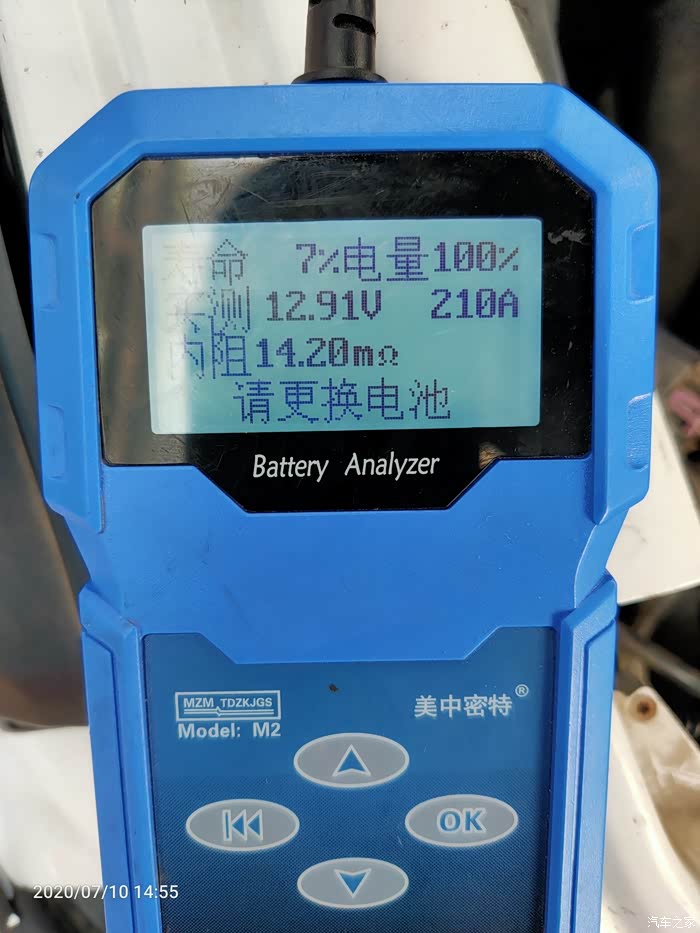 寿命 7% 电量100%
实测 12.91V 210A
内阻14.20mΩ
请更换电池
Battery Analyzer
MZM TDZKJGS
美中密特®
Model: M2
OK
2020/07/10 14:55
汽车之家